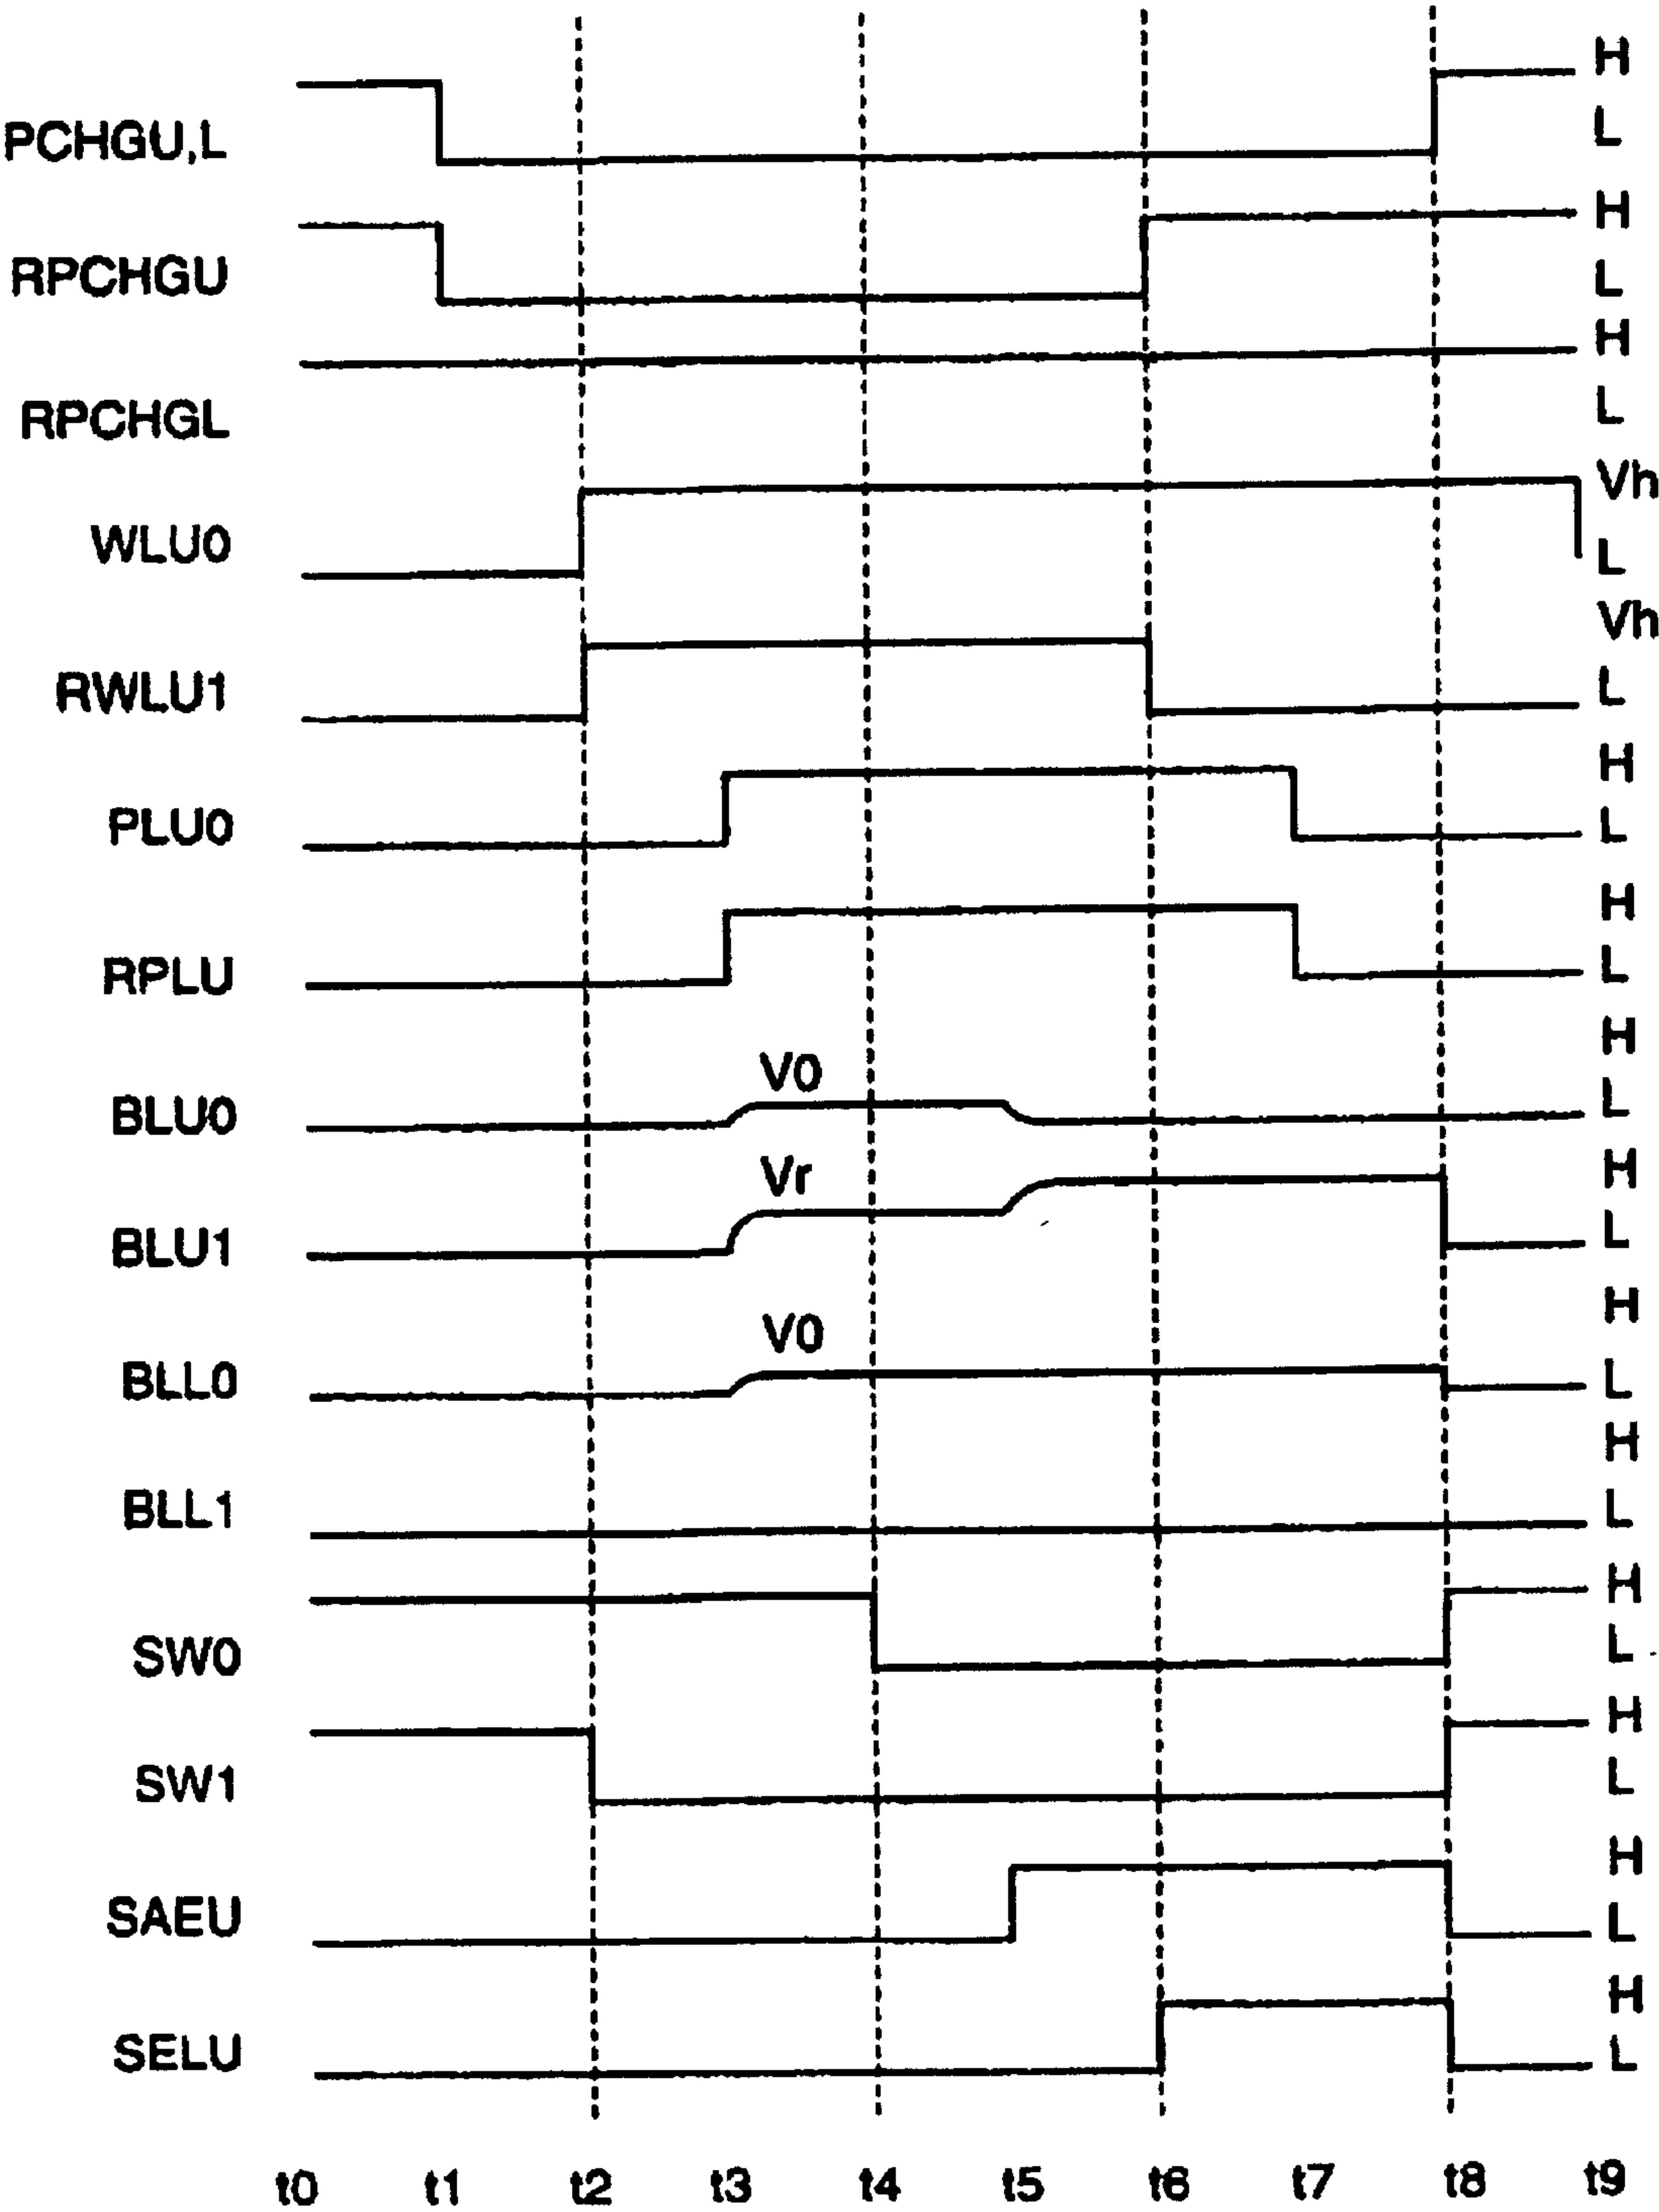 H
PCHGU,L L
H
RPCHGU L
H
RPCHGL L
Vh
WLU0 L
Vh
RWLU1 L
H
PLU0 L
H
RPLU L
H
V0
BLU0 L
Vr H
BLU1 L
H
V0
BLL0 L
H
BLL1 L
H
SW0 L
H
SW1 L
H
SAEU L
H
SELU L
t0 t1 t2 t3 t4 t5 t6 t7 t8 t9